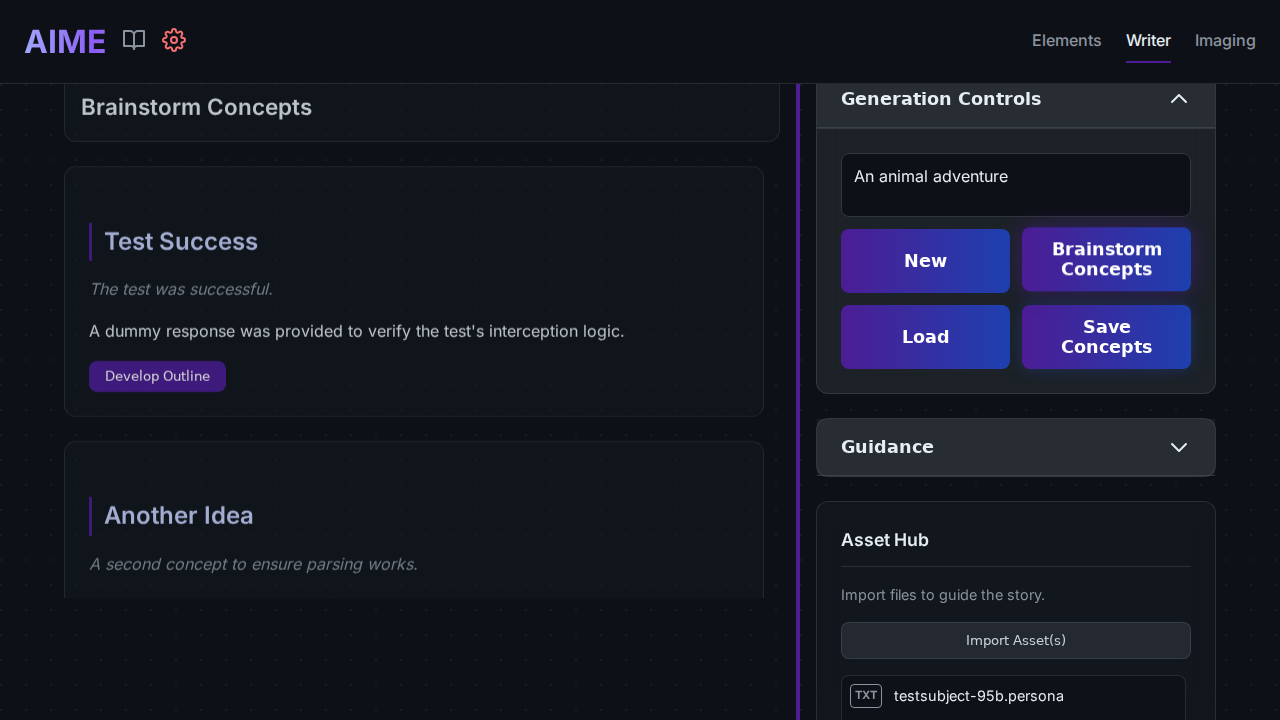 AIME
Elements
Writer
Imaging
Brainstorm Concepts
Test Success
The test was successful.
A dummy response was provided to verify the test's interception logic.
Develop Outline
Another Idea
A second concept to ensure parsing works.
Generation Controls
An animal adventure
New
Brainstorm
Concepts
Load
Save
Concepts
Guidance
Asset Hub
Import files to guide the story.
Import Asset(s)
TXT testsubject-95b.persona